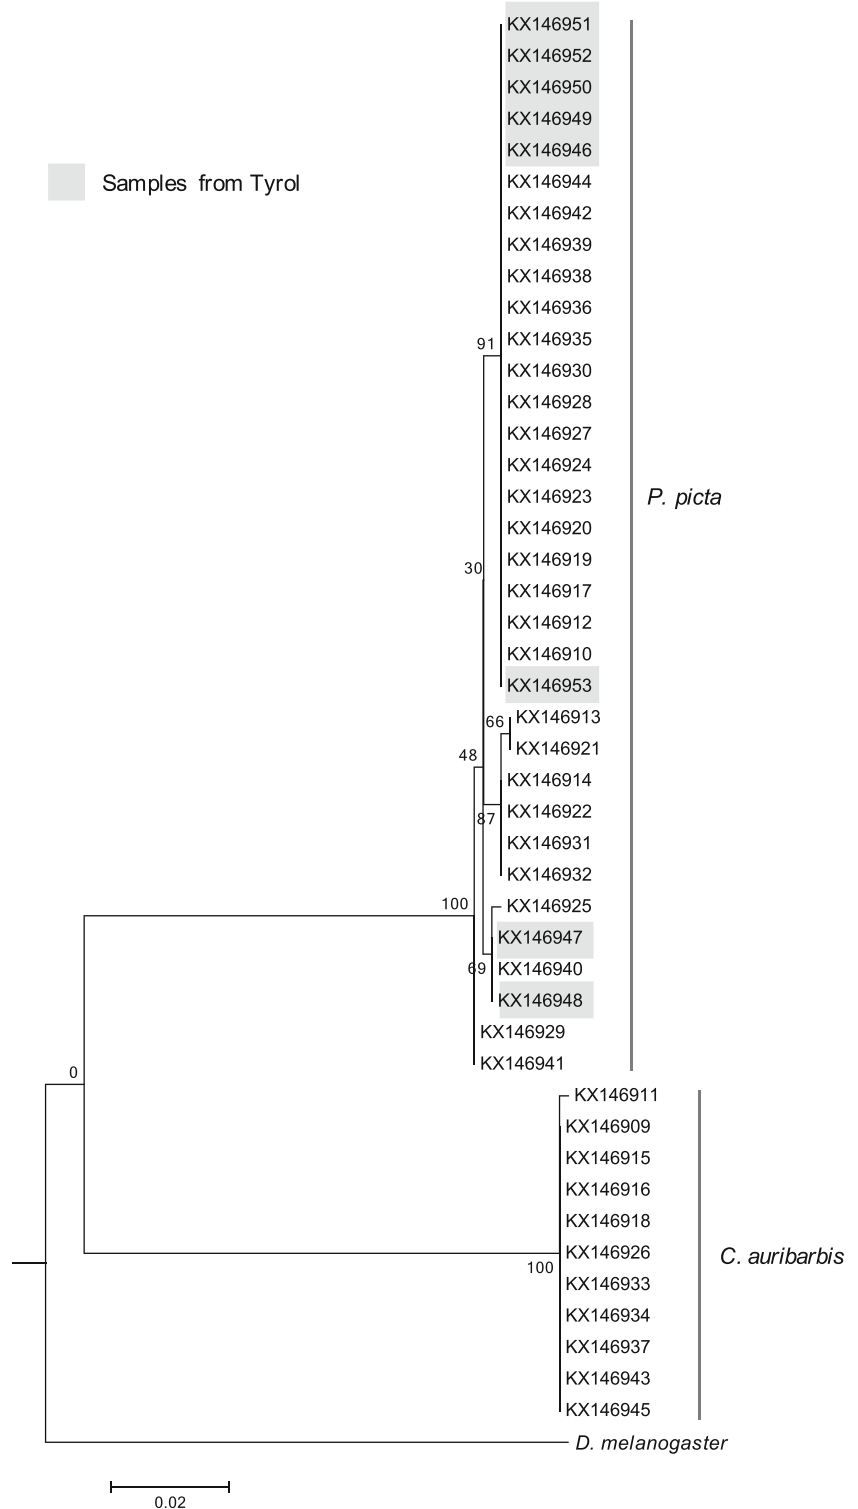 KX146951
KX146952
KX146950
KX146949
KX146946
Samples from Tyrol
KX146944
KX146942
KX146939
KX146938
KX146936
KX146935
91
KX146930
KX146928
KX146927
KX146924
KX146923
P. picta
KX146920
KX146919
30
KX146917
KX146912
KX146910
KX146953
KX146913
66
KX146921
48
KX146914
KX146922
87
KX146931
KX146932
100
KX146925
KX146947
KX146940
69
KX146948
KX146929
KX146941
0
KX146911
KX146909
KX146915
KX146916
KX146918
KX146926
C. auribarbis
100
KX146933
KX146934
KX146937
KX146943
KX146945
D. melanogaster
0.02